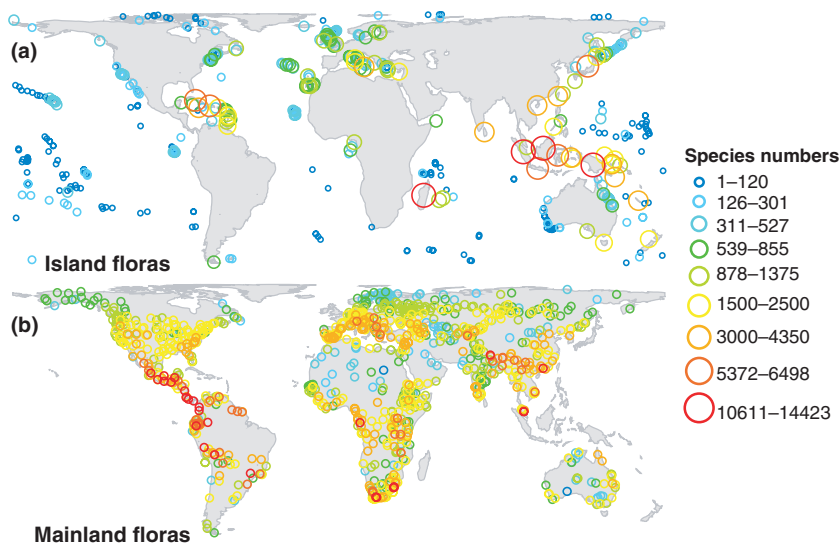 (a)
Island floras
(b)
Mainland floras
Species numbers
1–120
126–301
311–527
539–855
878–1375
1500–2500
3000–4350
5372–6498
10611–14423